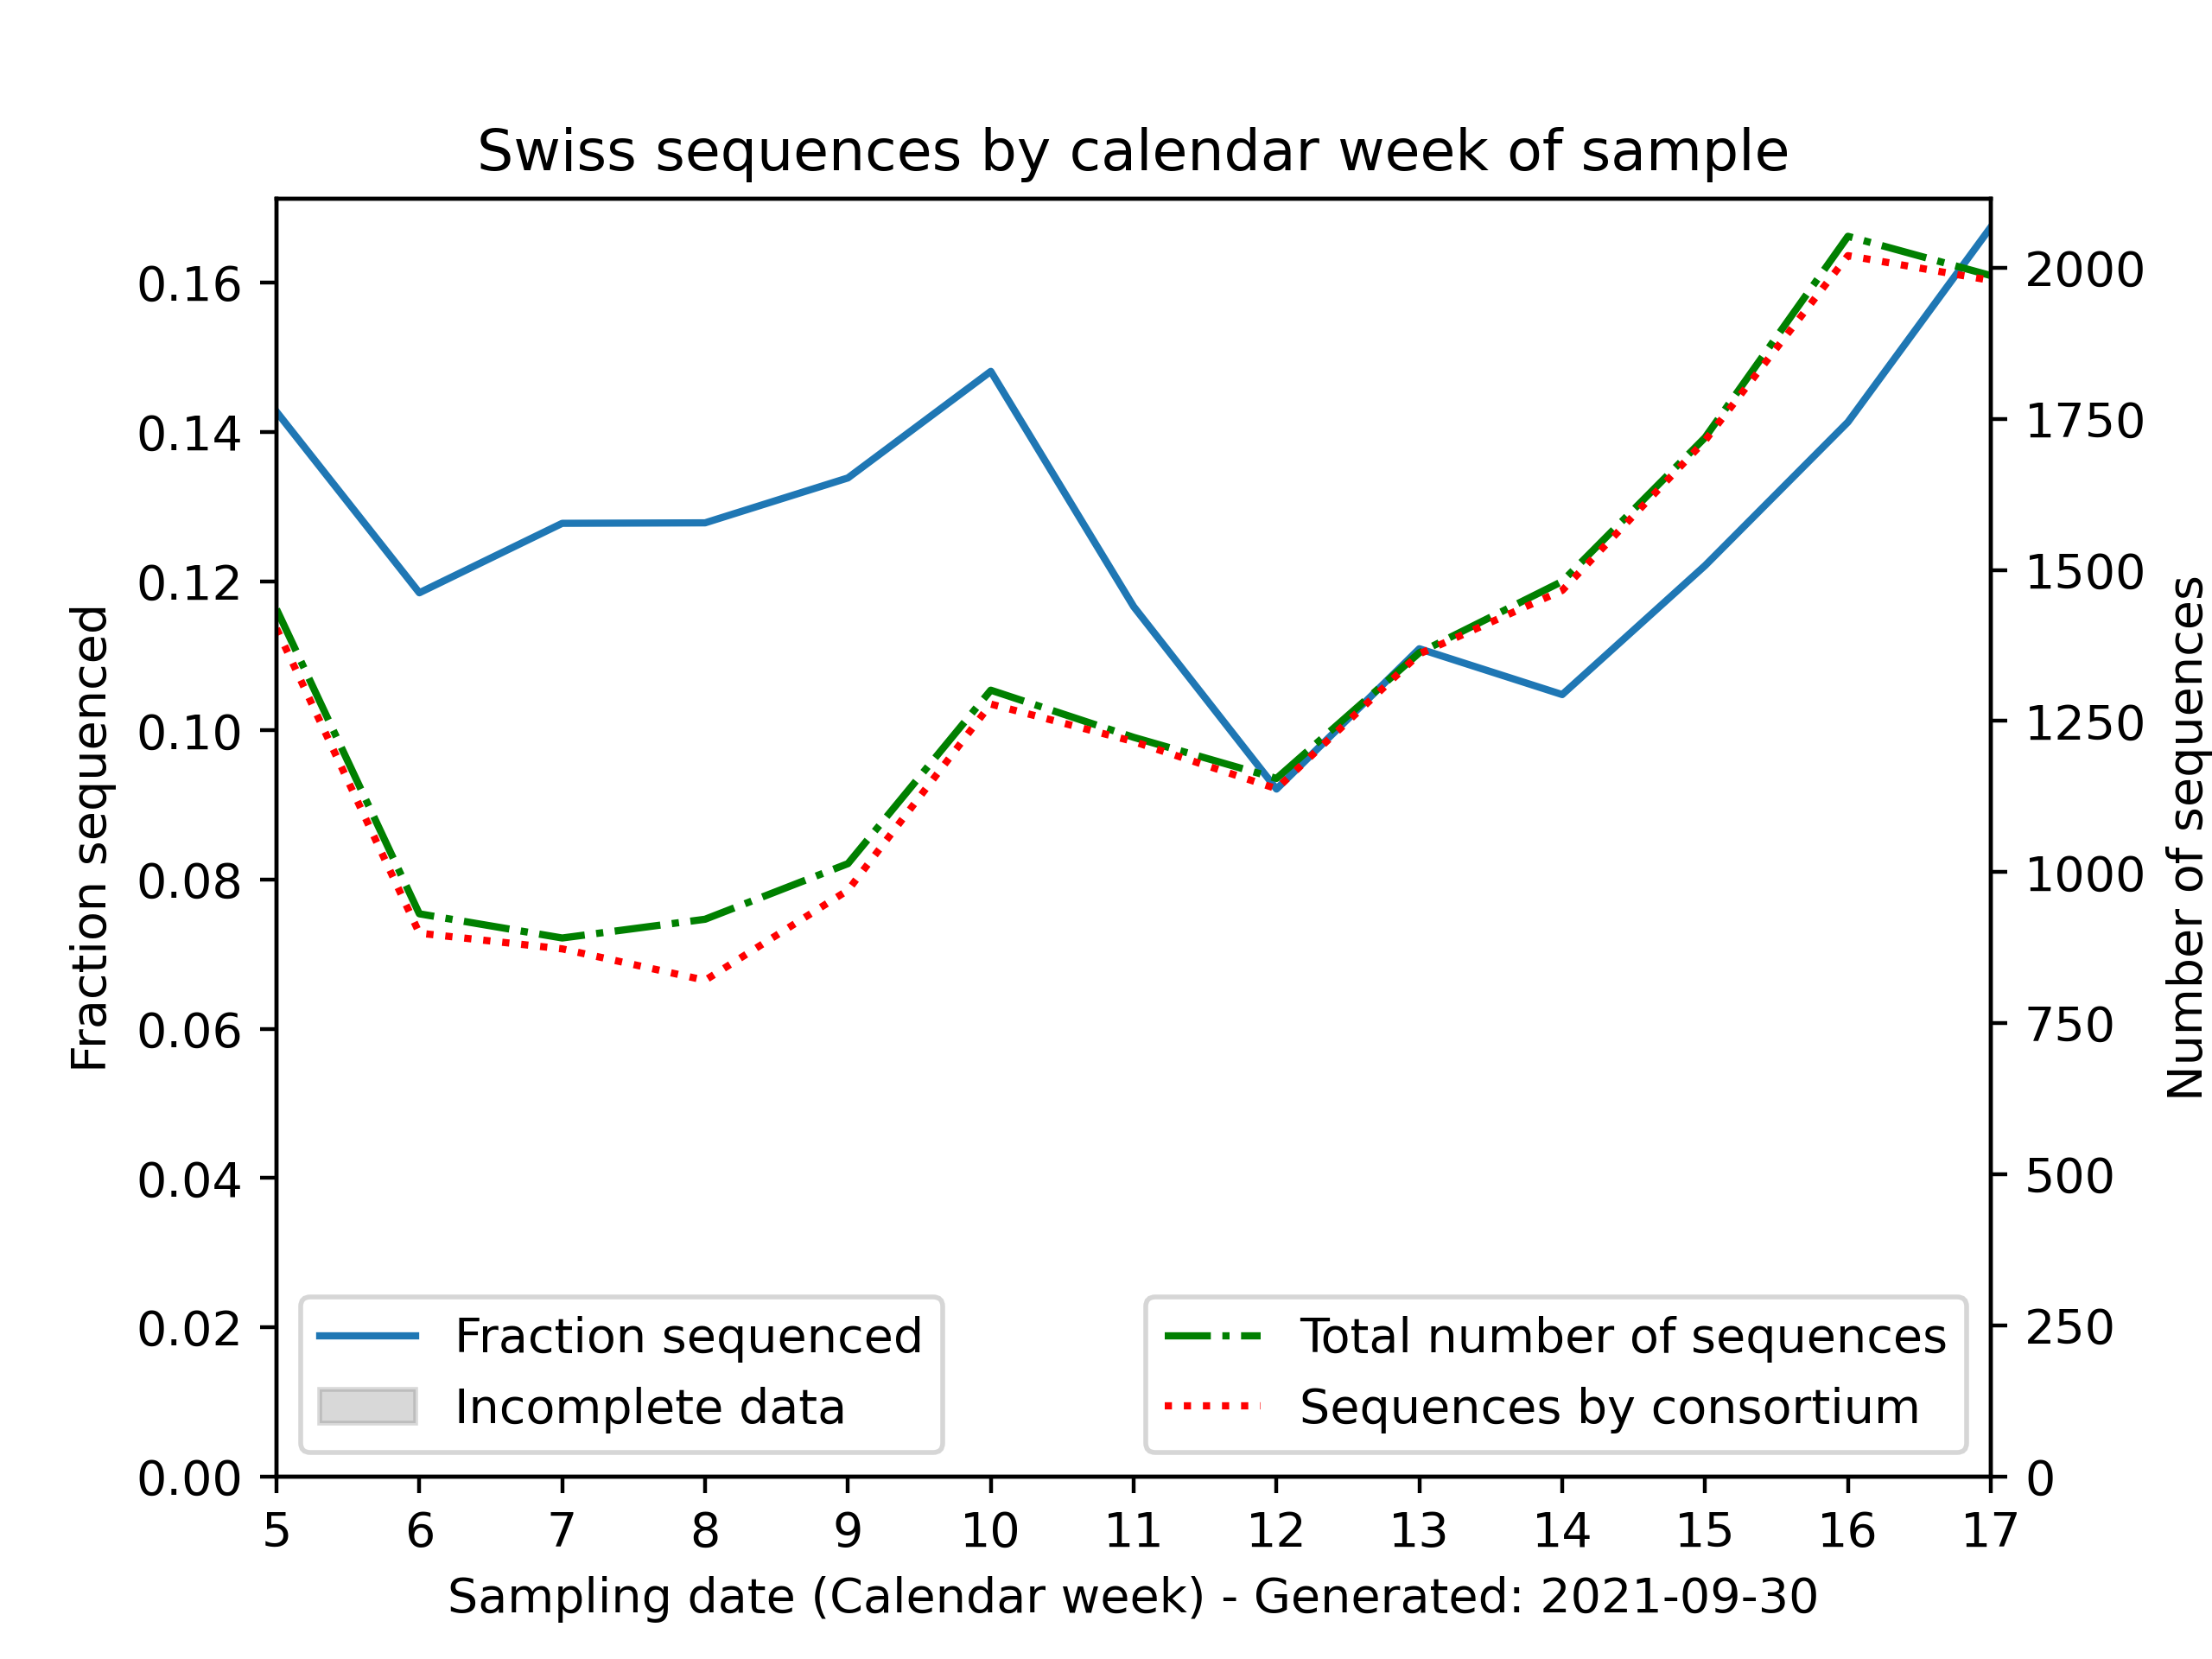 Swiss sequences by calendar week of sample
Fraction sequenced
0.16
0.14
0.12
0.10
0.08
0.06
0.04
0.02
0.00
2000
1750
1500
1250
1000
750
500
250
0
Number of sequences
Fraction sequenced
Incomplete data
Total number of sequences
Sequences by consortium
5 6 7 8 9 10 11 12 13 14 15 16 17
Sampling date (Calendar week) - Generated: 2021-09-30